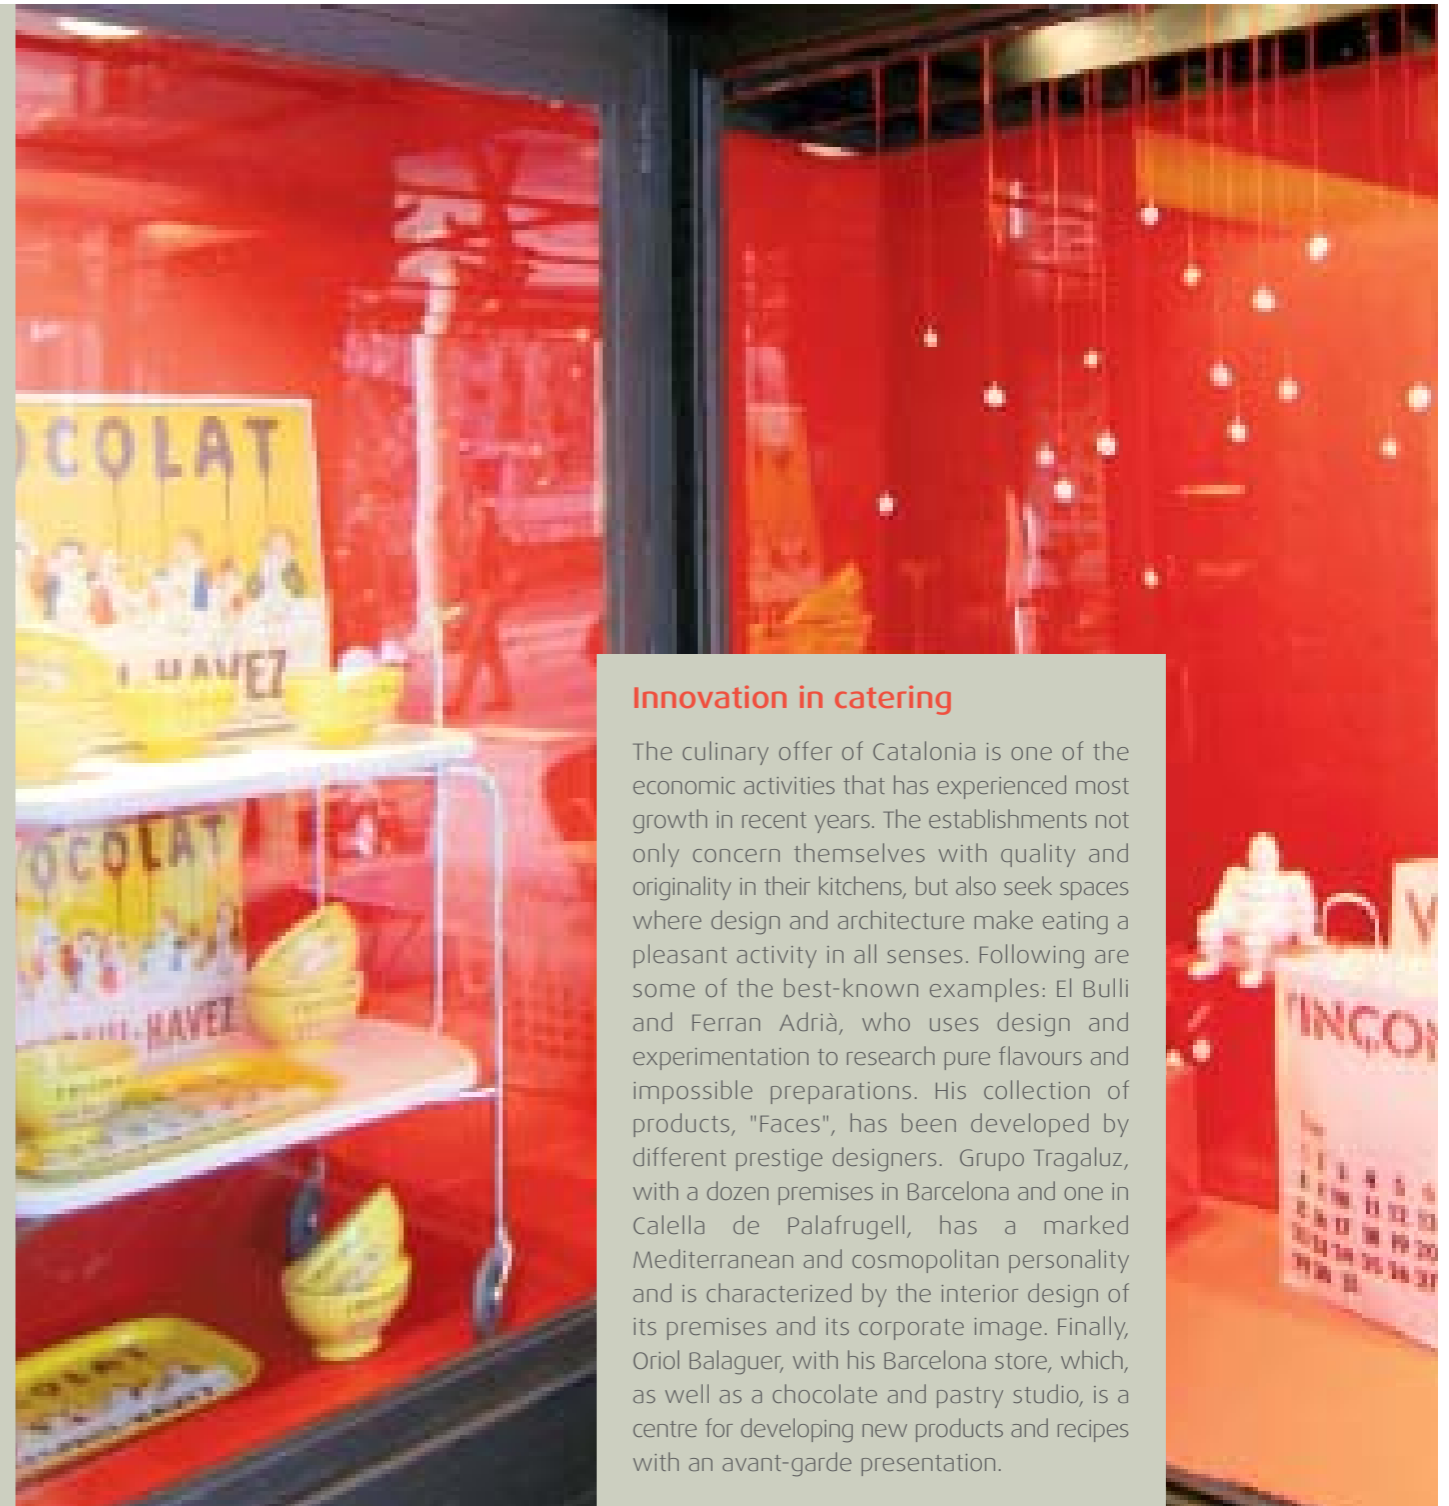 OCOLAT
HAVEZ
OCOLAT
HAVEZ
Innovation in catering
The culinary offer of Catalonia is one of the
economic activities that has experienced most
growth in recent years. The establishments not
only concern themselves with quality and
originality in their kitchens, but also seek spaces
where design and architecture make eating a
pleasant activity in all senses. Following are
some of the best-known examples: El Bulli
and Ferran Adrià, who uses design and
experimentation to research pure flavours and
impossible preparations. His collection of
products, "Faces", has been developed by
different prestige designers. Grupo Tragaluz,
with a dozen premises in Barcelona and one in
Calella de Palafrugell, has a marked
Mediterranean and cosmopolitan personality
and is characterized by the interior design of
its premises and its corporate image. Finally,
Oriol Balaguer, with his Barcelona store, which,
as well as a chocolate and pastry studio, is a
centre for developing new products and recipes
with an avant-garde presentation.